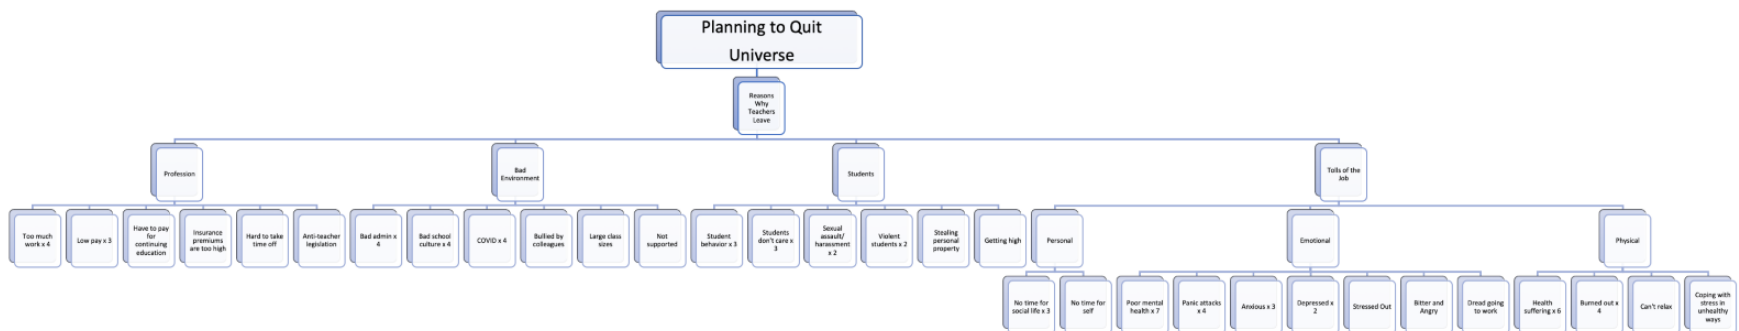 Planning to Quit
Universe
Reasons
Why
Teachers
Leave
Profession
Bad
Environment
Students
Tolls of the
Job
Too much
work x 4
Low pay x 3
Have to pay
for
continuing
education
Insurance
premiums
are too high
Hard to take
time off
Anti-teacher
legislation
Bad admin x
4
Bad school
culture x 4
COVID x 4
Bullied by
colleagues
Large class
sizes
Not
supported
Student
behavior x 3
Students
don't care x
3
Sexual
assault/
harassment
x 2
Violent
students x 2
Stealing
personal
property
Getting high
Personal
Emotional
Physical
No time for
social life x 3
No time for
self
Poor mental
health x 7
Panic attacks
x 4
Anxious x 3
Depressed x
2
Stressed Out
Bitter and
Angry
Dread going
to work
Health
suffering x 6
Burned out x
4
Can't relax
Coping with
stress in
unhealthy
ways